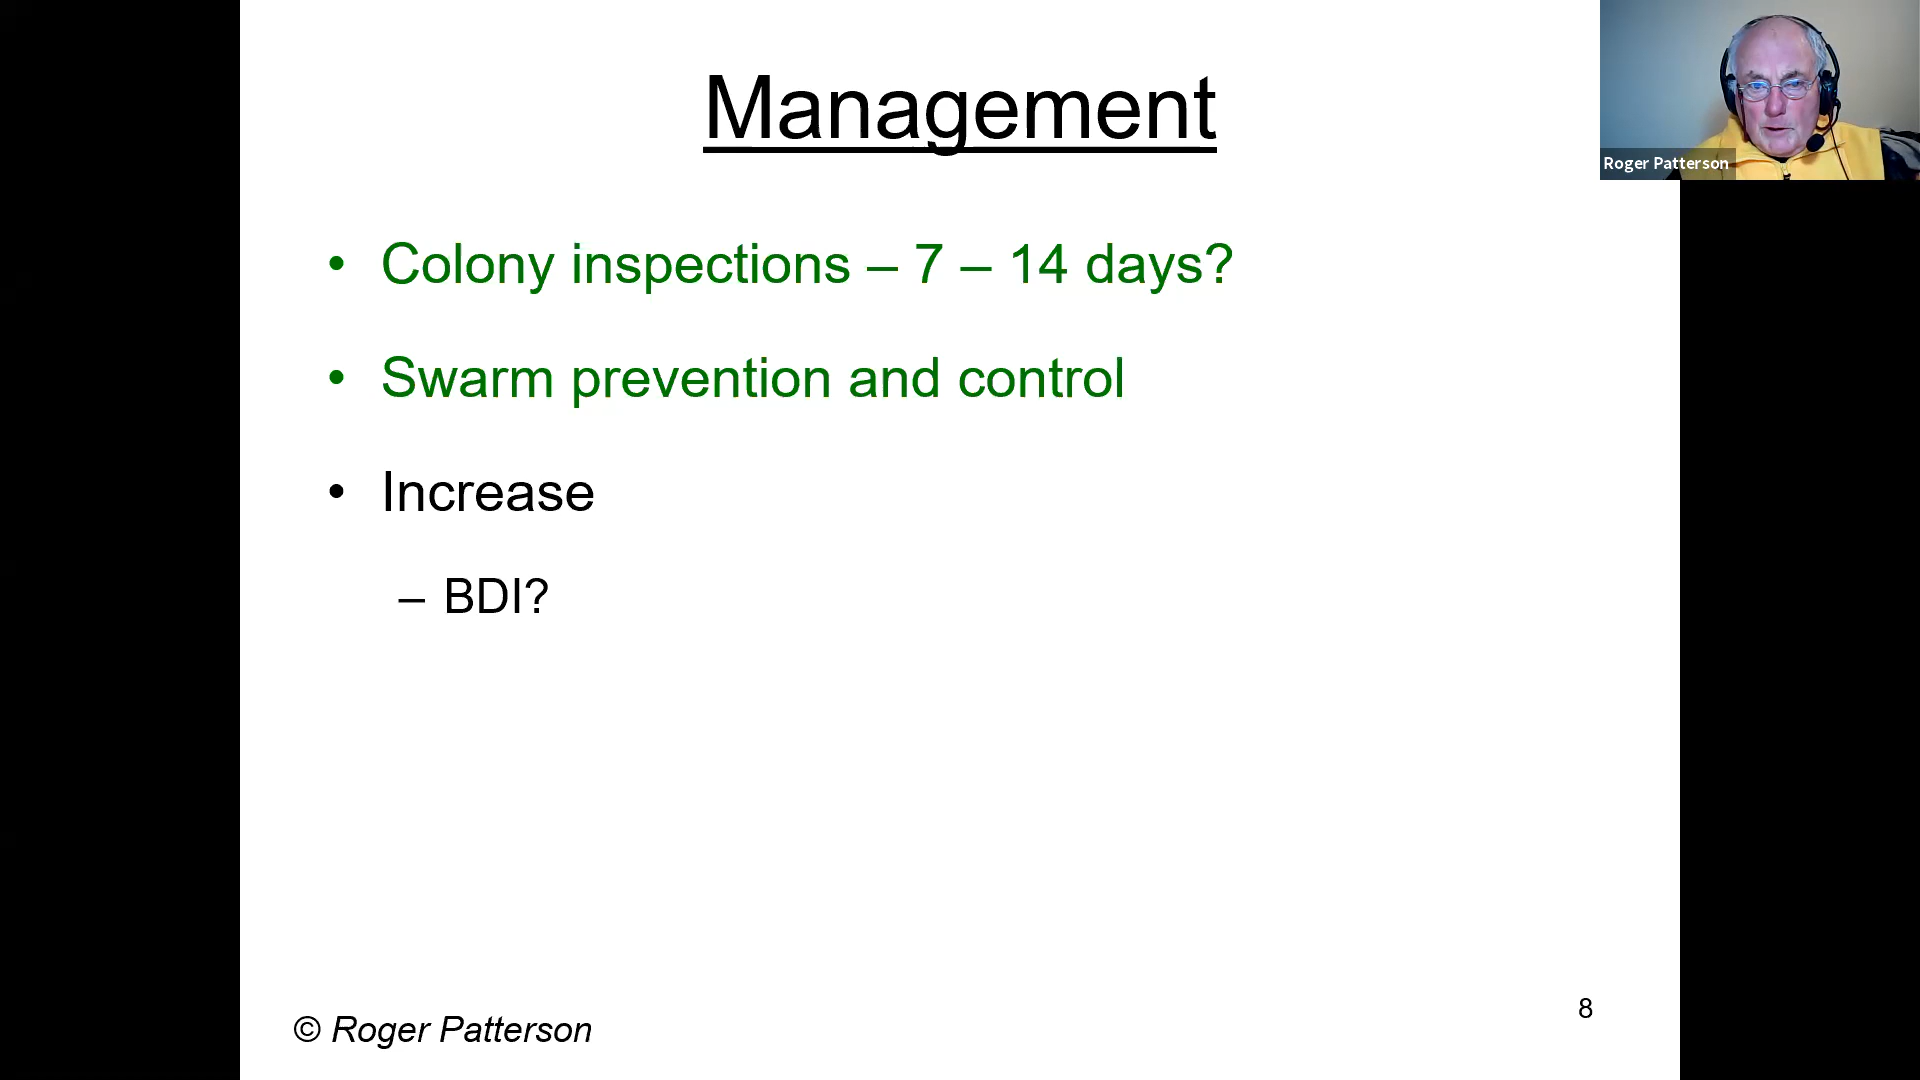 Management
Roger Patterson
• Colony inspections – 7 – 14 days?
• Swarm prevention and control
• Increase
– BDI?
© Roger Patterson
8